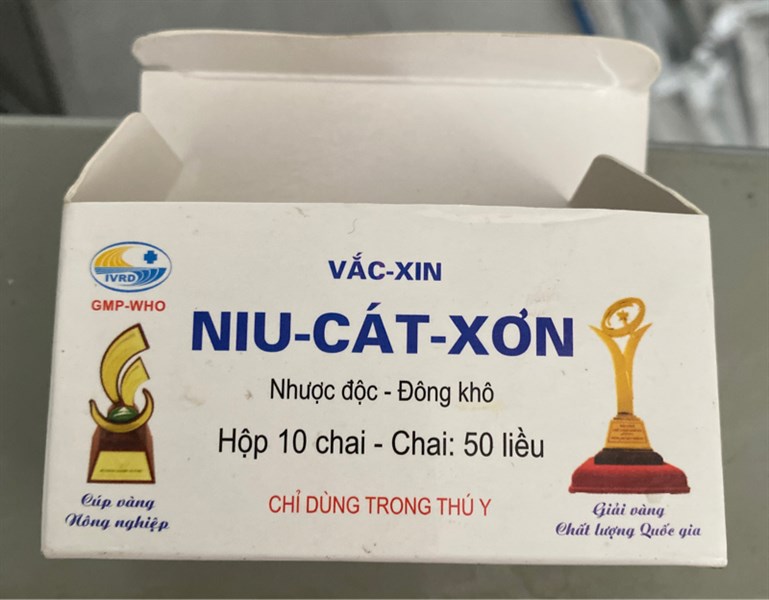 IVRD
GMP-WHO
VẮC-XIN
NIU-CÁT-XƠN
Nhược độc - Đông khô
Hộp 10 chai - Chai: 50 liều
CHỈ DÙNG TRONG THÚ Y
Cúp vàng
Nông nghiệp
Giải vàng
Chất lượng Quốc gia